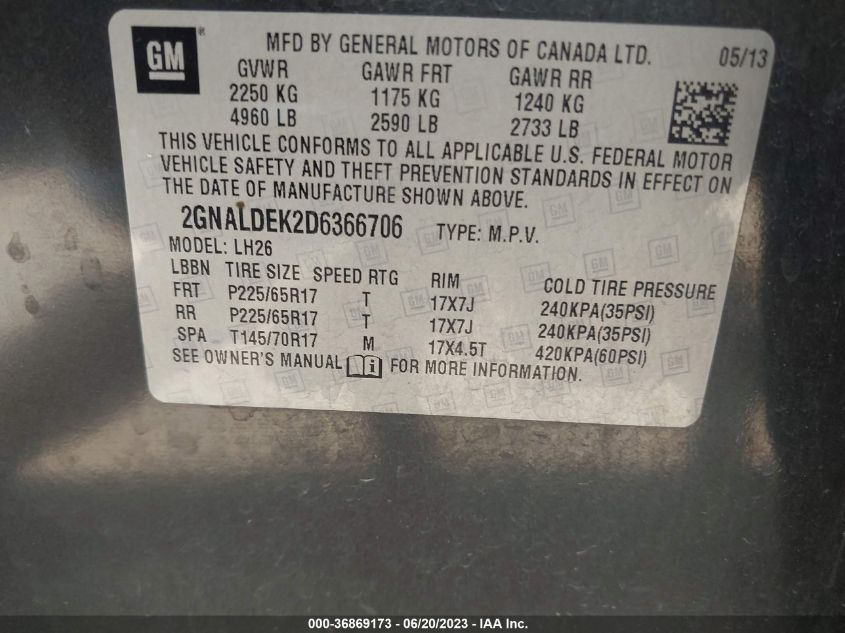 GM ® MFD BY GENERAL MOTORS OF CANADA LTD. 05/13
GVWR GAWR FRT GAWR RR
2250 KG 1175 KG 1240 KG
4960 LB 2590 LB 2733 LB
THIS VEHICLE CONFORMS TO ALL APPLICABLE U.S. FEDERAL MOTOR
VEHICLE SAFETY AND THEFT PREVENTION STANDARDS IN EFFECT ON
THE DATE OF MANUFACTURE SHOWN ABOVE.
2GNALDEK2D6366706 TYPE: M.P.V.
MODEL: LH26
LBBN TIRE SIZE SPEED RTG RIM COLD TIRE PRESSURE
FRT P225/65R17 T 17X7J 240KPA(35PSI)
RR P225/65R17 T 17X7J 240KPA(35PSI)
SPA T145/70R17 M 17X4.5T 420KPA(60PSI)
SEE OWNER'S MANUAL i FOR MORE INFORMATION.
000-36869173 - 06/20/2023 - IAA Inc.